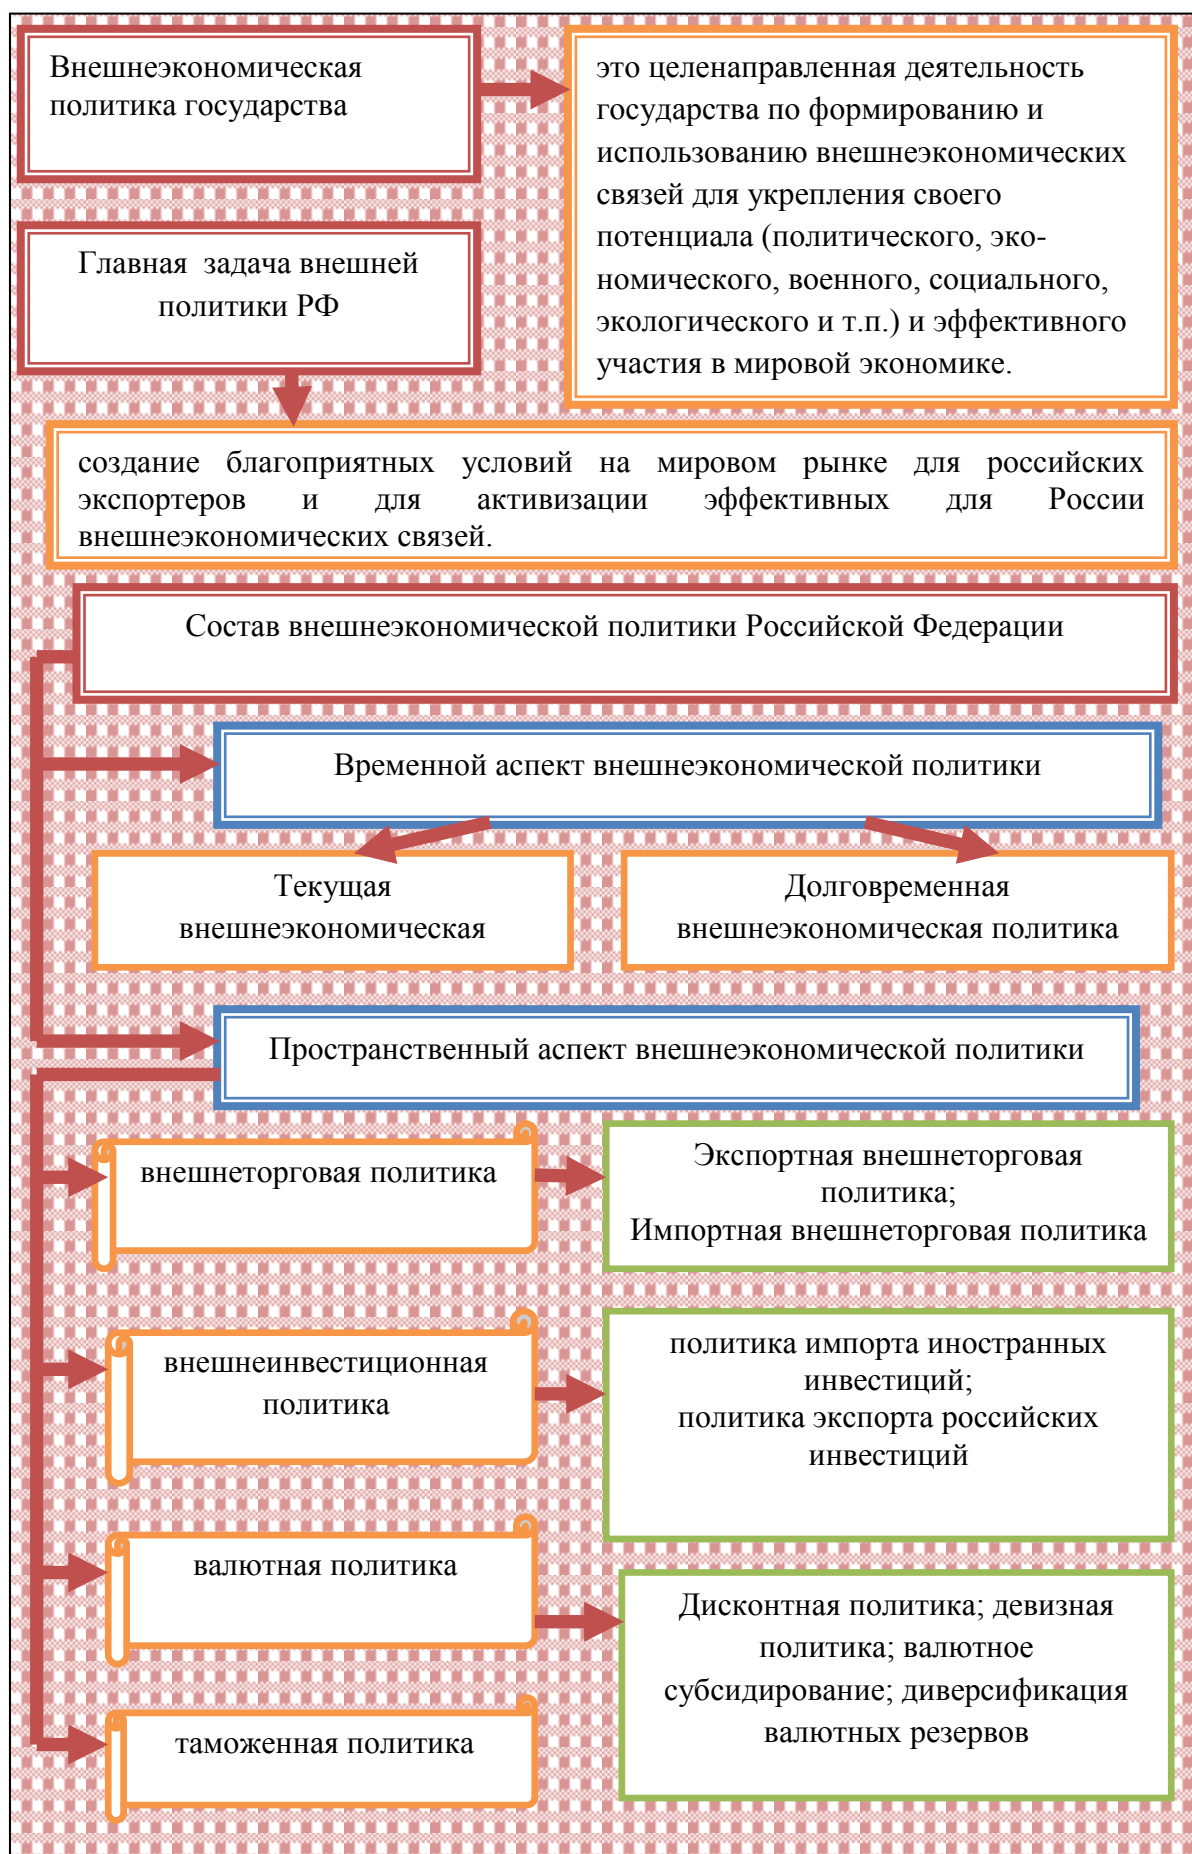 Внешнеэкономическая
политика государства
это целенаправленная деятельность
государства по формированию и
использованию внешнеэкономических
связей для укрепления своего
потенциала (политического, эко-
номического, военного, социального,
экологического и т.п.) и эффективного
участия в мировой экономике.
Главная  задача внешней
политики РФ
создание благоприятных условий на мировом рынке для российских
экспортеров и для активизации эффективных для России
внешнеэкономических связей.
Состав внешнеэкономической политики Российской Федерации
Временной аспект внешнеэкономической политики
Текущая
внешнеэкономическая
Долговременная
внешнеэкономическая политика
Пространственный аспект внешнеэкономической политики
внешнеторговая политика
Экспортная внешнеторговая
политика;
Импортная внешнеторговая политика
внешнеинвестиционная
политика
политика импорта иностранных
инвестиций;
политика экспорта российских
инвестиций
валютная политика
Дисконтная политика; девизная
политика; валютное
субсидирование; диверсификация
валютных резервов
таможенная политика